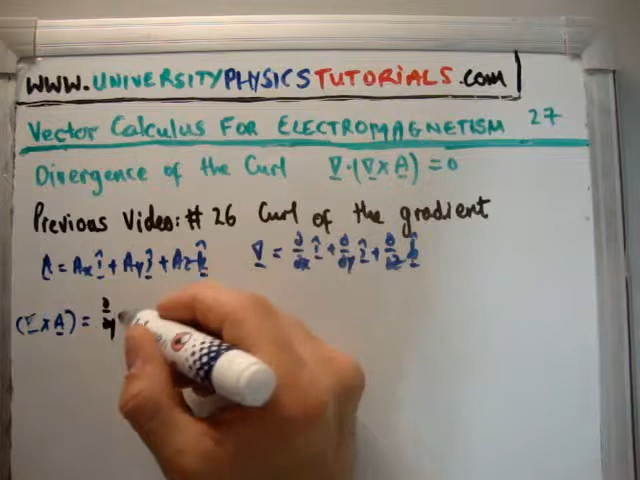 WWW.UNIVERSITYPHYSICSTUTORIALS.COM
Vector Calculus For ELECTROMAGNETISM 27
Divergence of the Curl ∇·(∇×A)=0
Previous Video: #26 Curl of the gradient
A = Ax î + Ay ĵ + Az k̂ ∇ = ∂/∂x î + ∂/∂y ĵ + ∂/∂z k̂
(∇×A) = ∂/∂y